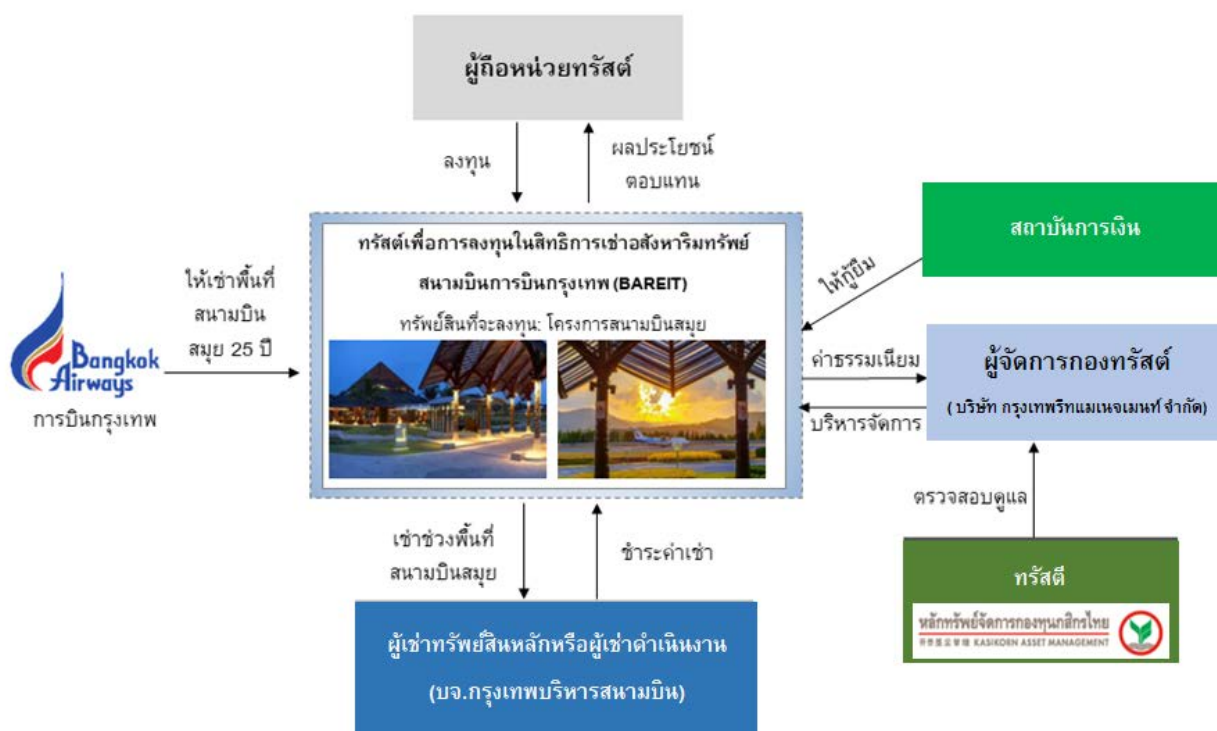 ผู้ถือหน่วยทรัสต์
ลงทุน
ผลประโยชน์
ตอบแทน
สถาบันการเงิน
ให้กู้ยืม
ทรัสต์เพื่อการลงทุนในสิทธิการเช่าอสังหาริมทรัพย์
สนามบินการบินกรุงเทพ (BAREIT)
ทรัพย์สินที่จะลงทุน: โครงการสนามบินสมุย
ให้เช่าพื้นที่
สนามบิน
สมุย 25 ปี
Bangkok
Airways
การบินกรุงเทพ
ค่าธรรมเนียม
บริหารจัดการ
ผู้จัดการกองทรัสต์
( บริษัท กรุงเทพรีทแมเนจเมนท์ จำกัด)
ตรวจสอบดูแล
ทรัสตี
หลักทรัพย์จัดการกองทุนกสิกรไทย
KASIKORN ASSET MANAGEMENT
เช่าช่วงพื้นที่
สนามบินสมุย
ชำระค่าเช่า
ผู้เช่าทรัพย์สินหลักหรือผู้เช่าดำเนินงาน
(บจ.กรุงเทพบริหารสนามบิน)